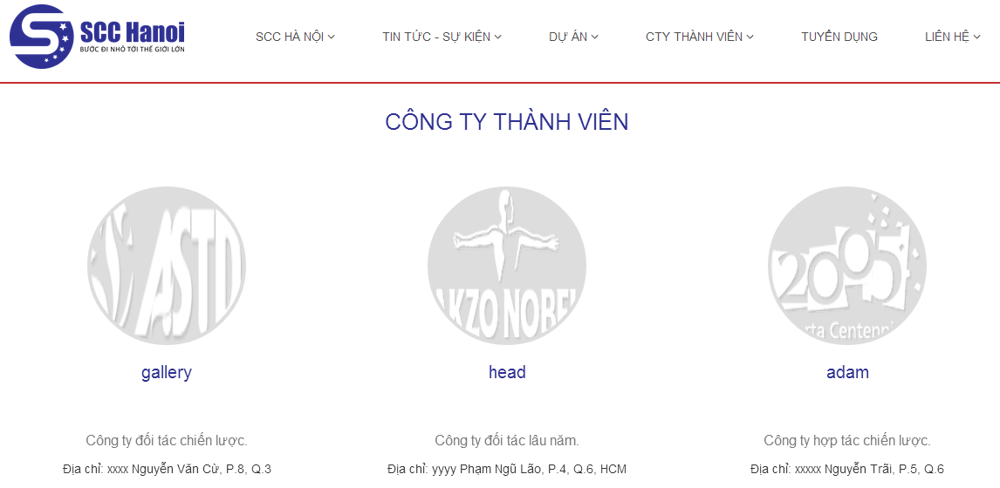 SCC Hanoi
BƯỚC ĐI NHỎ TỚI THẾ GIỚI LỚN
SCC HÀ NỘI
TIN TỨC - SỰ KIỆN
DỰ ÁN
CTY THÀNH VIÊN
TUYỂN DỤNG
LIÊN HỆ
CÔNG TY THÀNH VIÊN
ASTD
KZO NOBE
2005
rta Centenni
gallery
head
adam
Công ty đối tác chiến lược.
Công ty đối tác lâu năm.
Công ty hợp tác chiến lược.
Địa chỉ: xxxx Nguyễn Văn Cừ, P.8, Q.3
Địa chỉ: yyyy Phạm Ngũ Lão, P.4, Q.6, HCM
Địa chỉ: xxxxx Nguyễn Trãi, P.5, Q.6